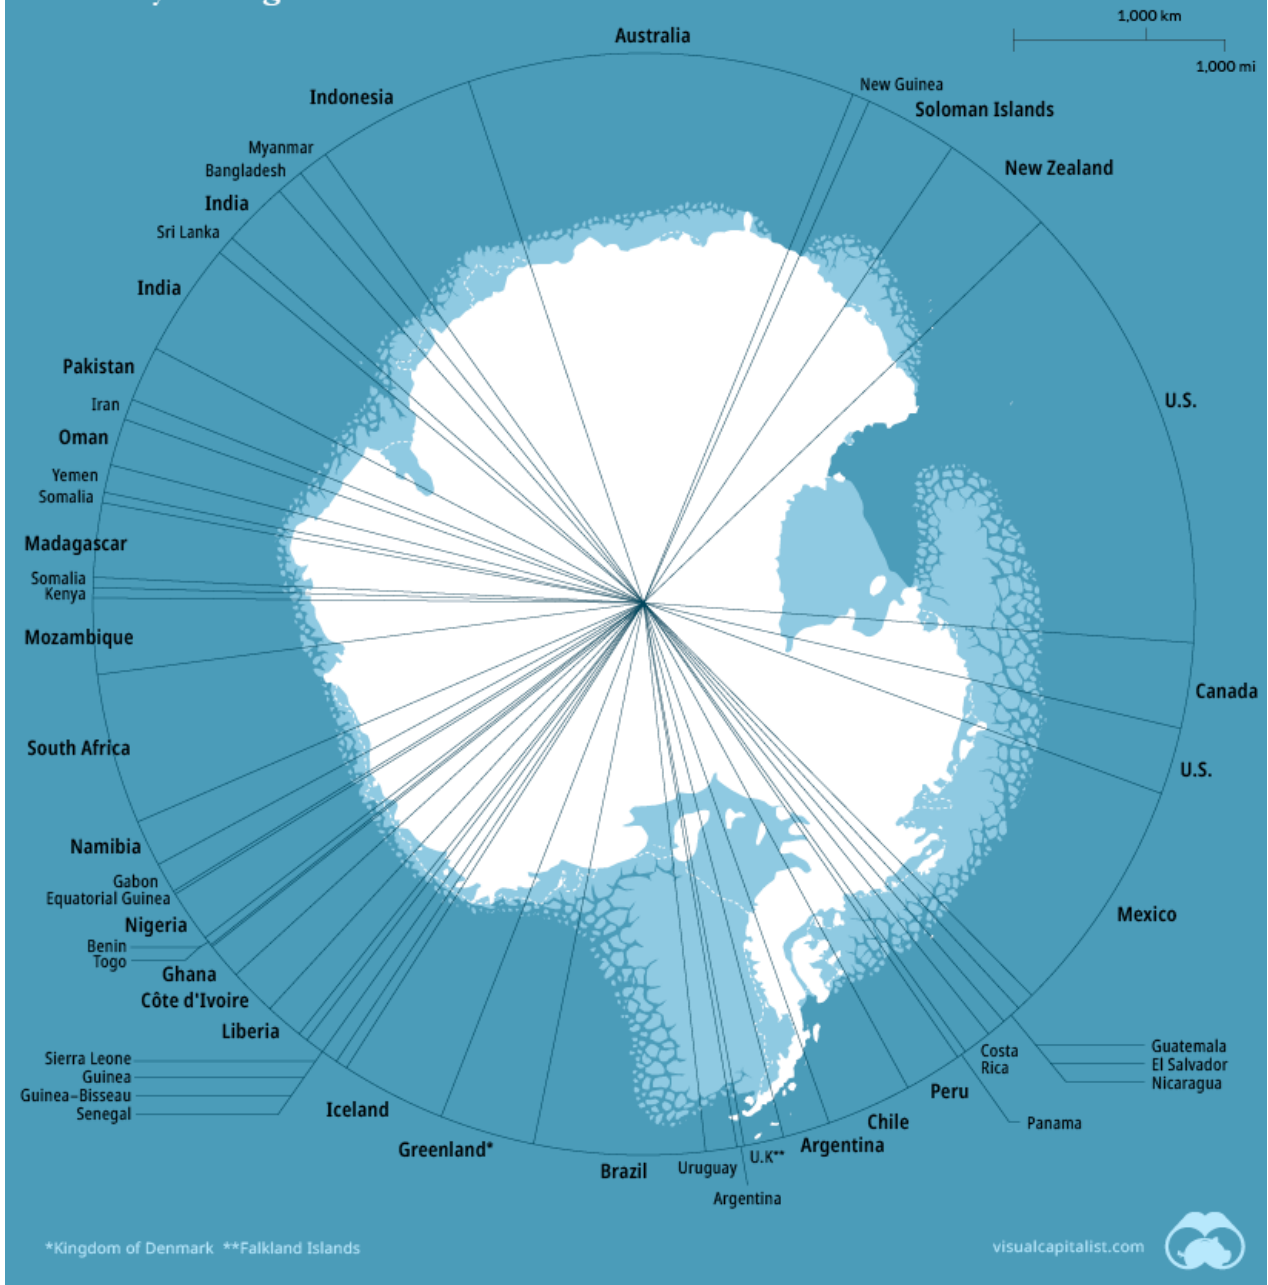 1,000 km
1,000 mi
Australia
New Guinea
Soloman Islands
New Zealand
U.S.
Canada
U.S.
Mexico
Guatemala
El Salvador
Nicaragua
Costa
Rica
Panama
Peru
Chile
Argentina
U.K**
Argentina
Uruguay
Brazil
Greenland*
Iceland
Senegal
Guinea-Bisseau
Guinea
Sierra Leone
Liberia
Côte d'Ivoire
Ghana
Togo
Benin
Nigeria
Equatorial Guinea
Gabon
Namibia
South Africa
Mozambique
Kenya
Somalia
Madagascar
Somalia
Yemen
Oman
Iran
Pakistan
India
Sri Lanka
India
Bangladesh
Myanmar
Indonesia
*Kingdom of Denmark **Falkland Islands
visualcapitalist.com